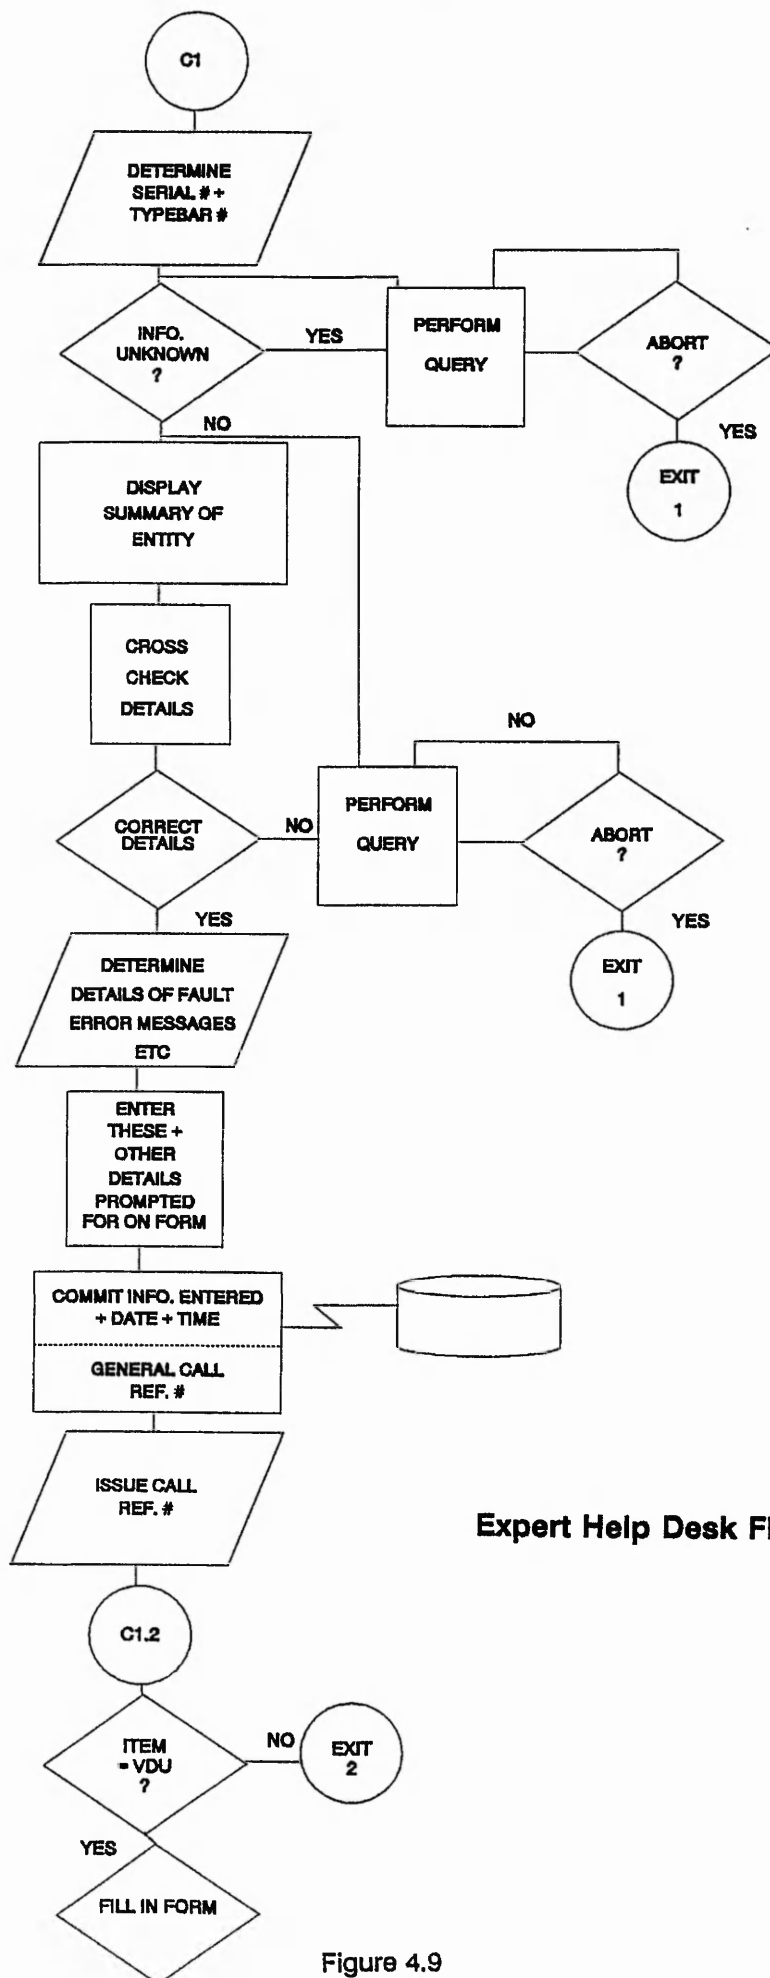 C1
DETERMINE
SERIAL # +
TYPEBAR #
INFO.
UNKNOWN
?
YES
PERFORM
QUERY
ABORT
?
YES
EXIT
1
NO
DISPLAY
SUMMARY OF
ENTITY
CROSS
CHECK
DETAILS
CORRECT
DETAILS
NO
PERFORM
QUERY
NO
ABORT
?
YES
EXIT
1
YES
DETERMINE
DETAILS OF FAULT
ERROR MESSAGES
ETC
ENTER
THESE +
OTHER
DETAILS
PROMPTED
FOR ON FORM
COMMIT INFO. ENTERED
+ DATE + TIME
GENERAL CALL
REF. #
ISSUE CALL
REF. #
Expert Help Desk
C1.2
ITEM
= VDU
?
NO
EXIT
2
YES
FILL IN FORM
Figure 4.9